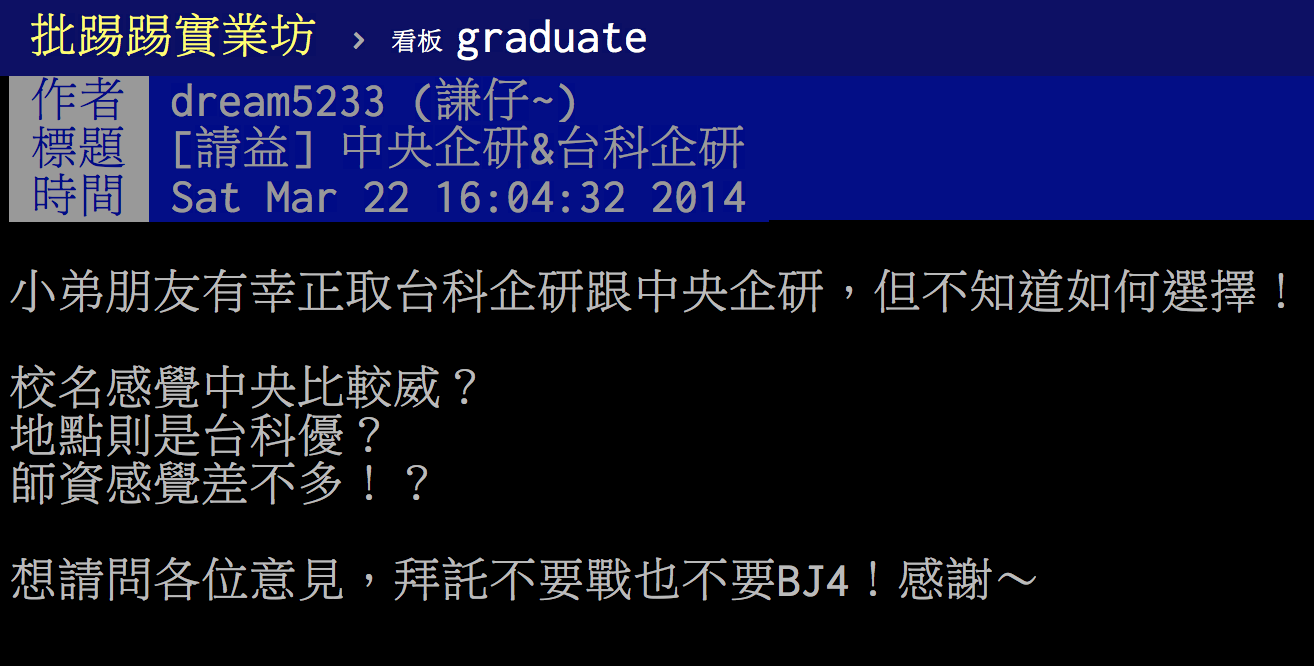 批踢踢實業坊 › 看板 graduate
作者 dream5233 (謙仔~)
標題 [請益] 中央企研&台科企研
時間 Sat Mar 22 16:04:32 2014
小弟朋友有幸正取台科企研跟中央企研，但不知道如何選擇！
校名感覺中央比較威？
地點則是台科優？
師資感覺差不多！？
想請問各位意見，拜託不要戰也不要BJ4！感謝～